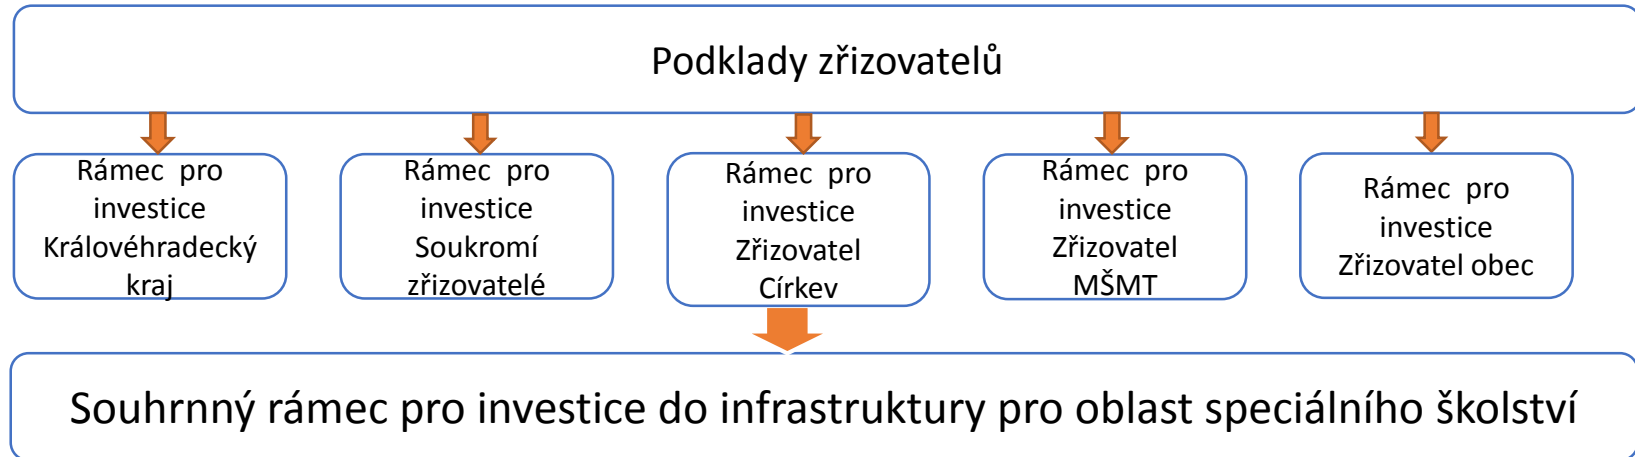 Podklady zřizovatelů
Rámec pro
investice
Královéhradecký
kraj
Rámec pro
investice
Soukromí
zřizovatelé
Rámec pro
investice
Zřizovatel
Církev
Rámec pro
investice
Zřizovatel
MŠMT
Rámec pro
investice
Zřizovatel obec
Souhrnný rámec pro investice do infrastruktury pro oblast speciálního školství